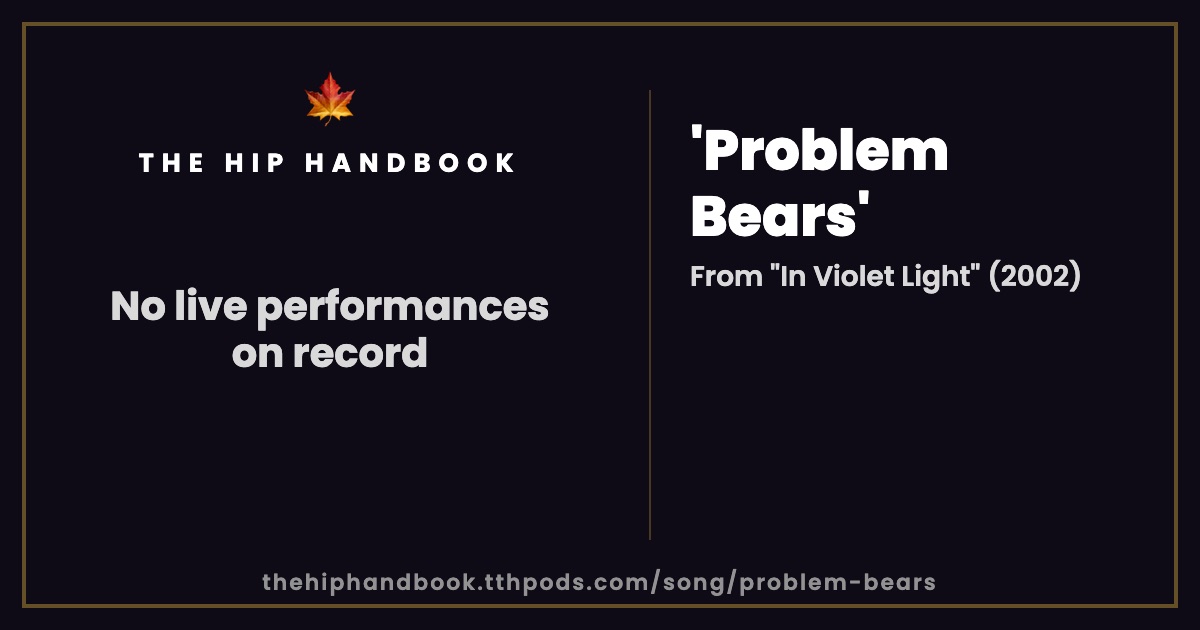 THE HIP HANDBOOK
No live performances
on record
'Problem
Bears'
From "In Violet Light" (2002)
thehiphandbook.tthpods.com/song/problem-bears